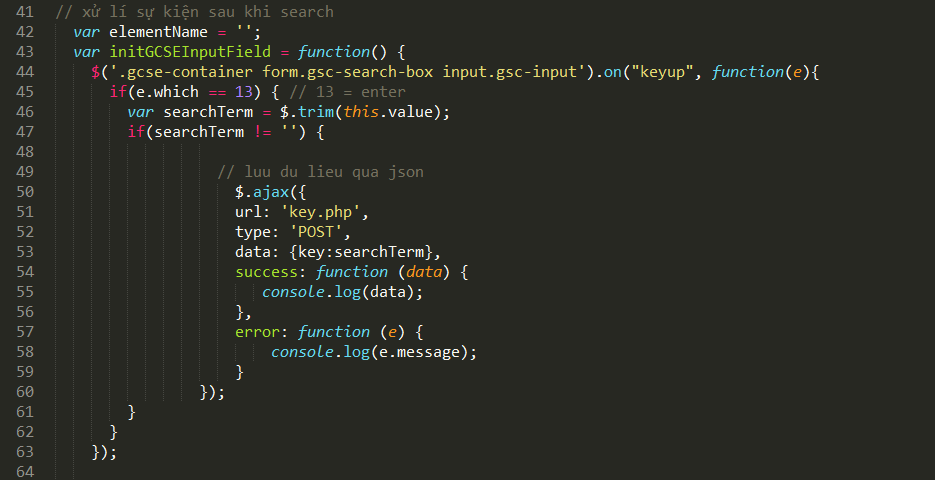 41 // xử lí sự kiện sau khi search
42 var elementName = '';
43 var initGCSEInputField = function() {
44 $('.gcse-container form.gsc-search-box input.gsc-input').on("keyup", function(e){
45 if(e.which == 13) { // 13 = enter
46 var searchTerm = $.trim(this.value);
47 if(searchTerm != '') {
48
49 // luu du lieu qua json
50 $.ajax({
51 url: 'key.php',
52 type: 'POST',
53 data: {key:searchTerm},
54 success: function (data) {
55 console.log(data);
56 },
57 error: function (e) {
58 console.log(e.message);
59 }
60 });
61 }
62 }
63 });
64